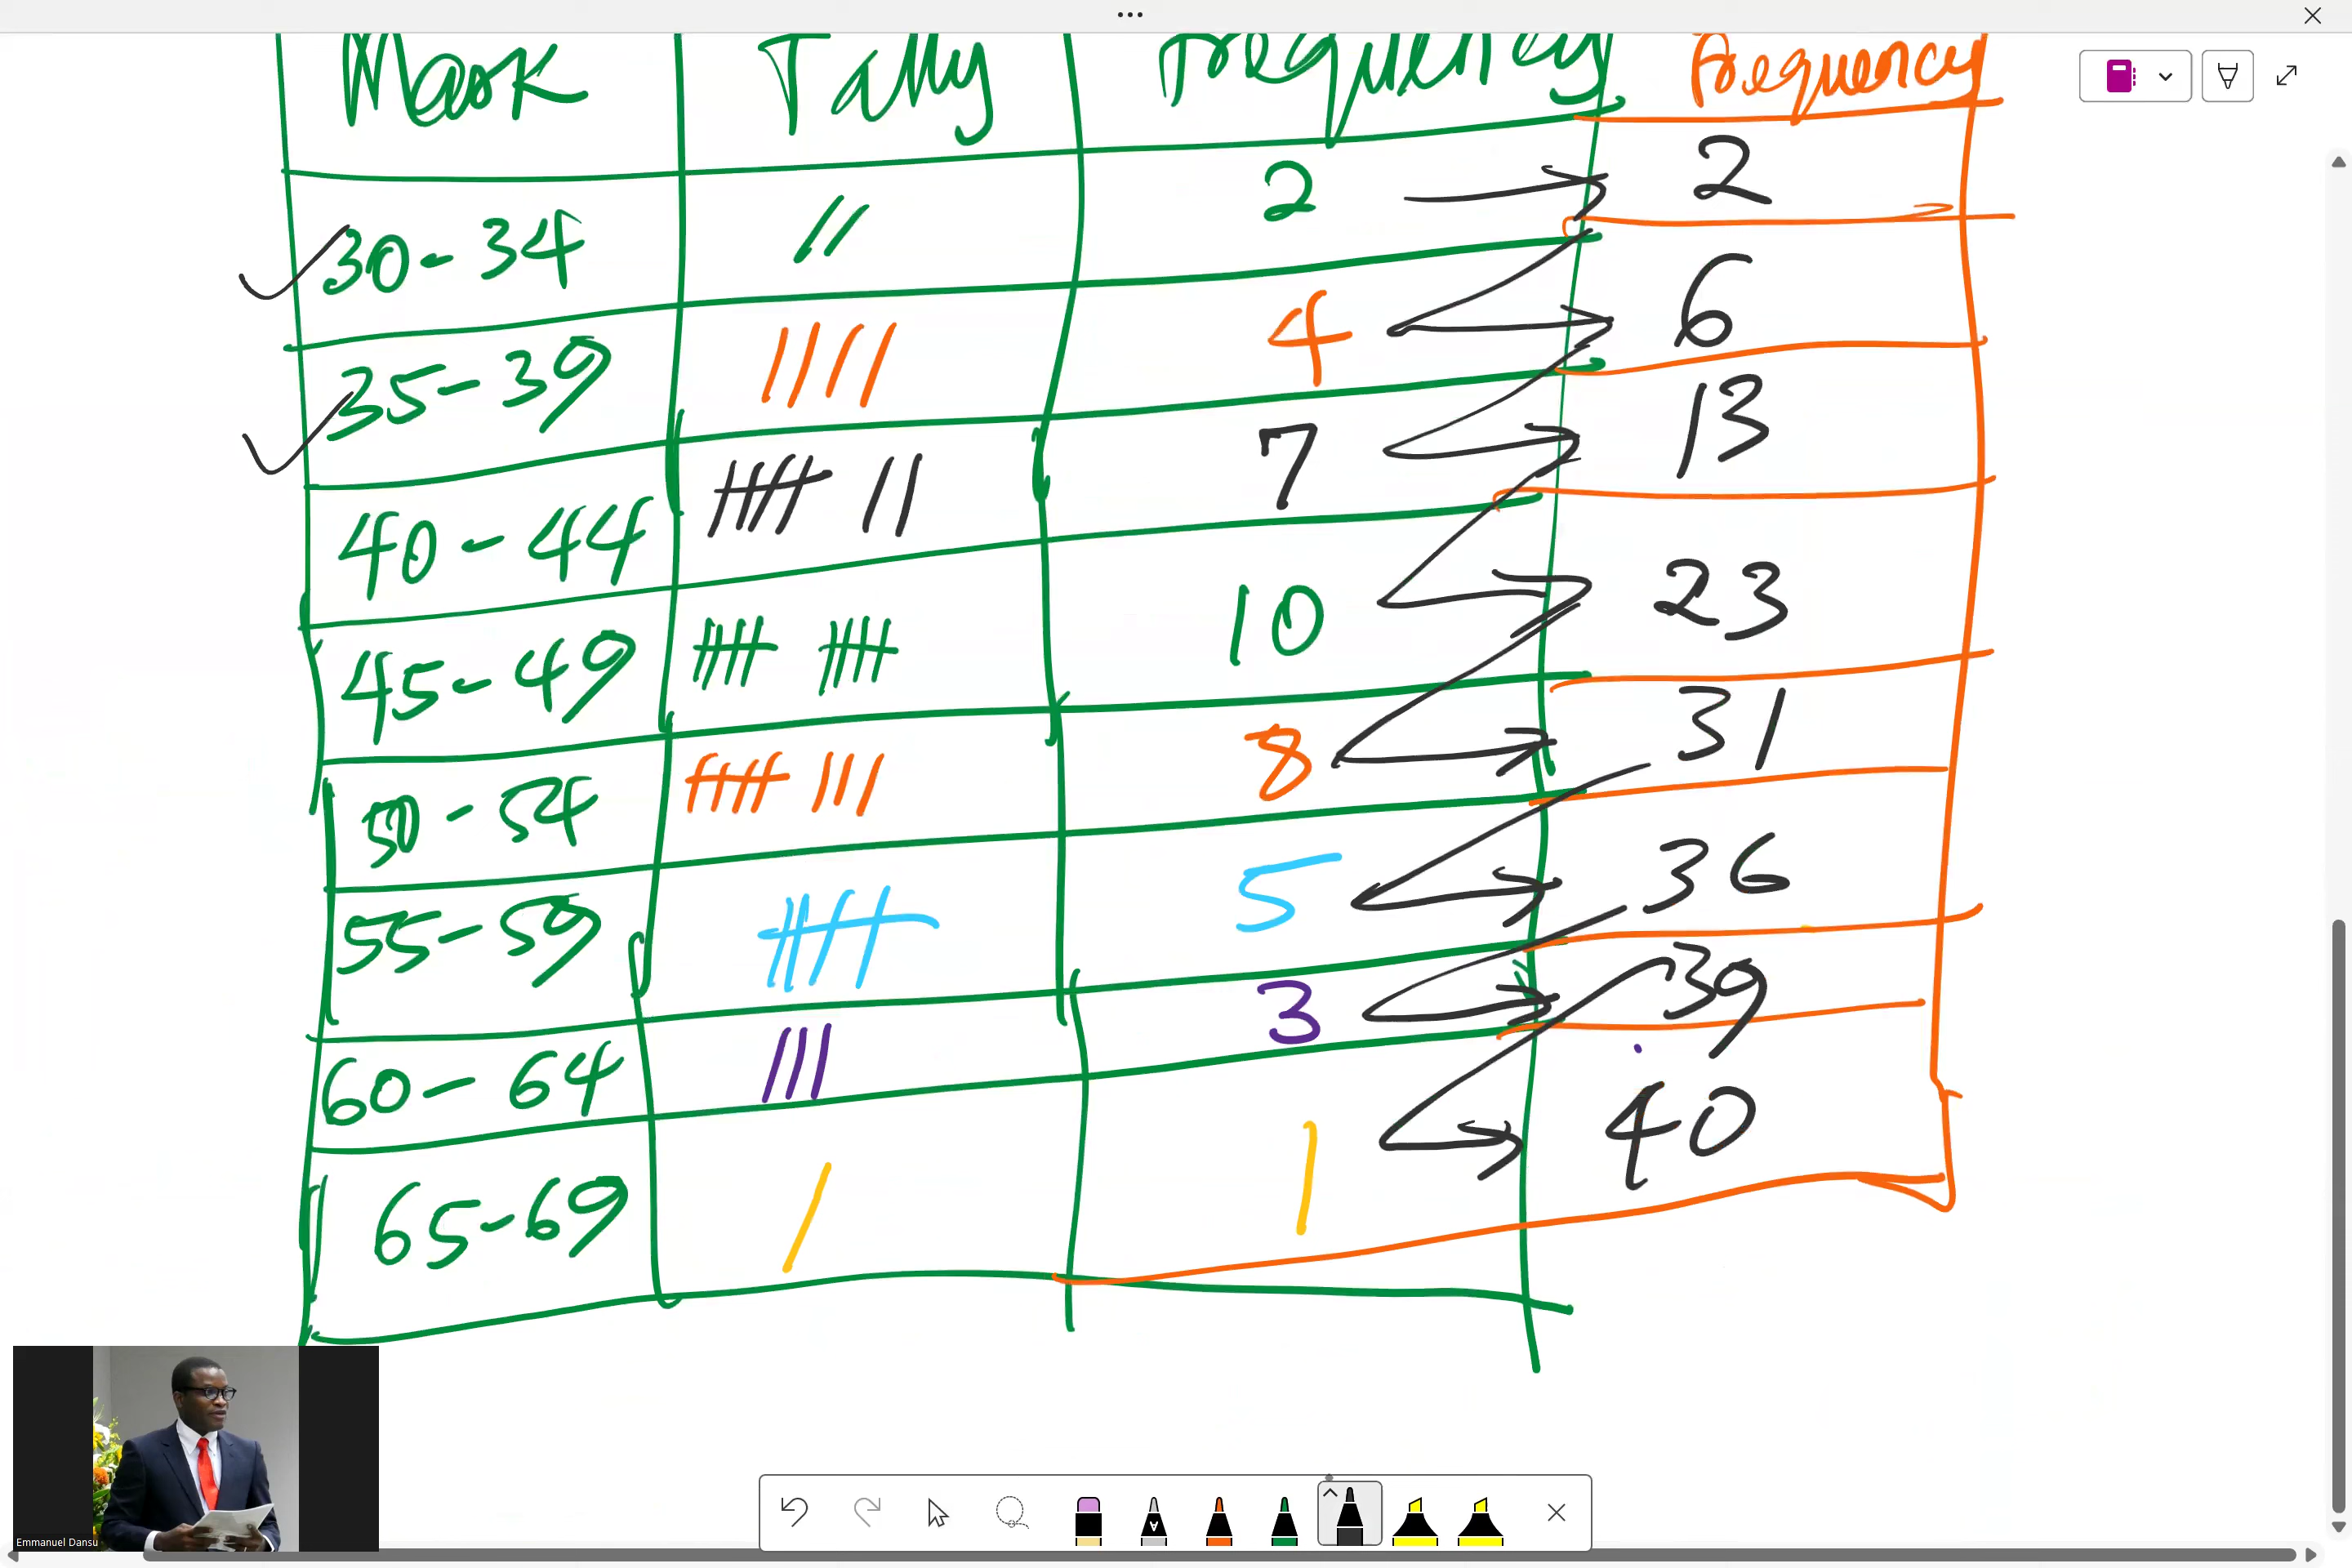 Mark Tally Frequency Frequency
30 - 34 || 2 2
35 - 39 |||| 4 6
40 - 44 |||| || 7 13
45 - 49 |||| |||| 10 23
50 - 54 |||| ||| 8 31
55 - 59 |||| 5 36
60 - 64 ||| 3 39
65 - 69 | 1 40
Emmanuel Dansu